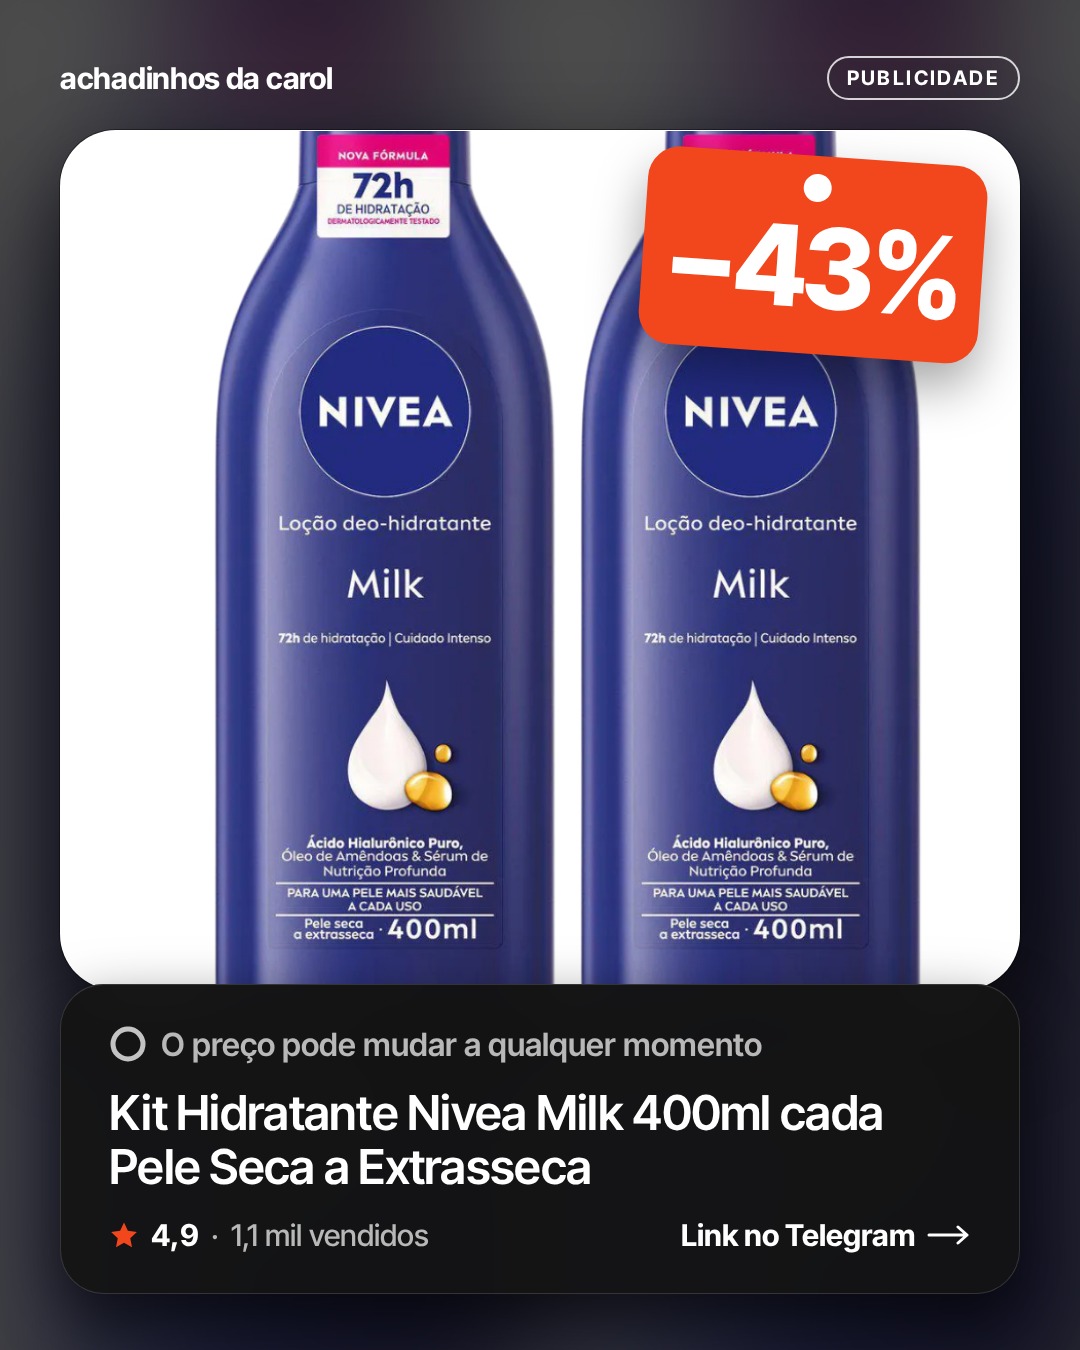 achadinhos da carol
PUBLICIDADE
NOVA FÓRMULA
72h
DE HIDRATAÇÃO
DERMATOLOGICAMENTE TESTADO
-43%
NIVEA
Loção deo-hidratante
Milk
72h de hidratação | Cuidado Intenso
Ácido Hialurônico Puro,
Óleo de Amêndoas & Sérum de
Nutrição Profunda
PARA UMA PELE MAIS SAUDÁVEL
A CADA USO
Pele seca
a extrasseca · 400ml
NIVEA
Loção deo-hidratante
Milk
72h de hidratação | Cuidado Intenso
Ácido Hialurônico Puro,
Óleo de Amêndoas & Sérum de
Nutrição Profunda
PARA UMA PELE MAIS SAUDÁVEL
A CADA USO
Pele seca
a extrasseca · 400ml
O preço pode mudar a qualquer momento
Kit Hidratante Nivea Milk 400ml cada
Pele Seca a Extrasseca
4,9 · 1,1 mil vendidos
Link no Telegram →